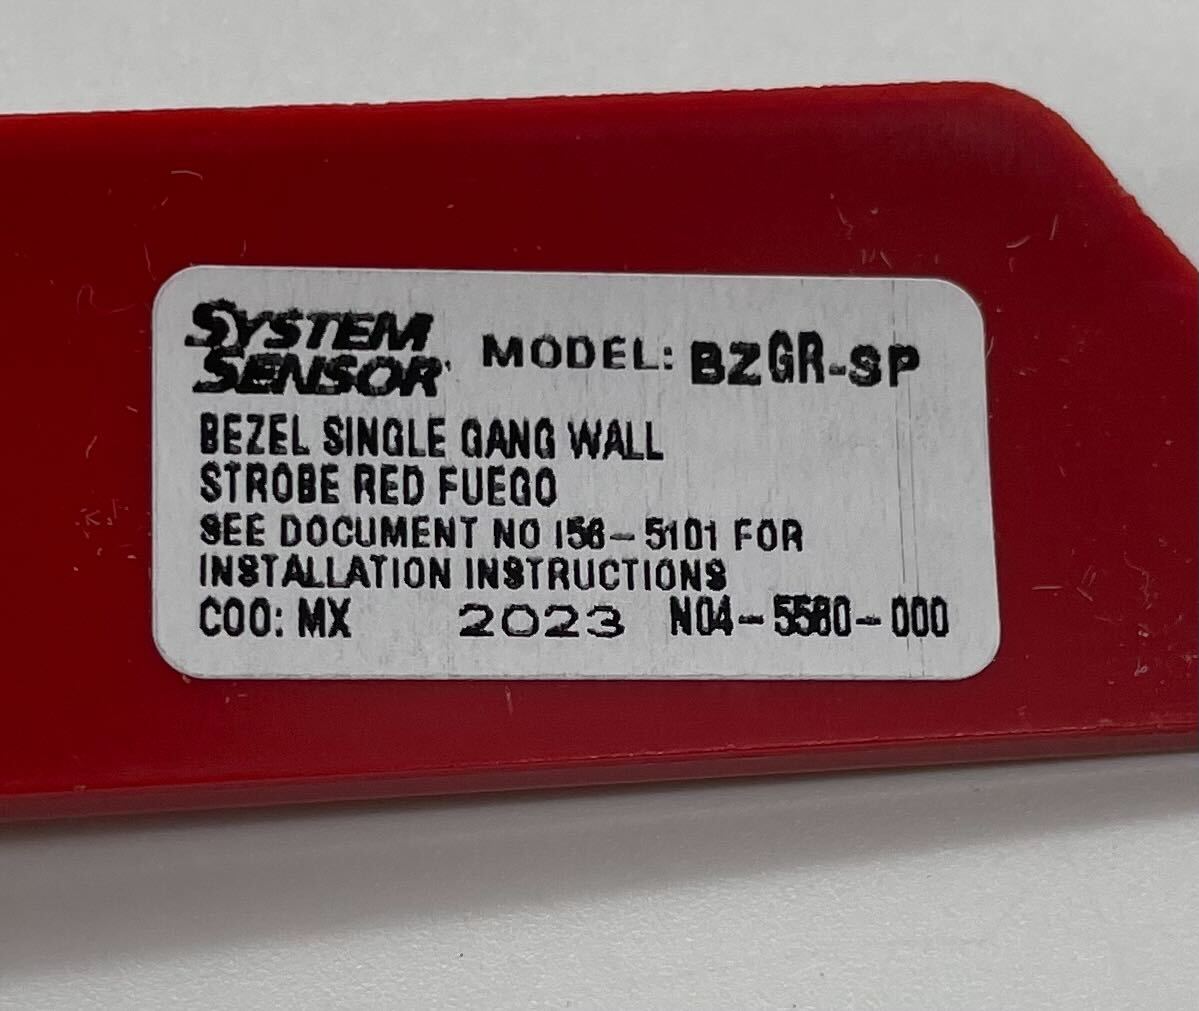 SYSTEM
SENSOR
MODEL: BZGR-SP
BEZEL SINGLE GANG WALL
STROBE RED FUEGO
SEE DOCUMENT NO I56-5101 FOR
INSTALLATION INSTRUCTIONS
COO: MX 2023 N04-5560-000